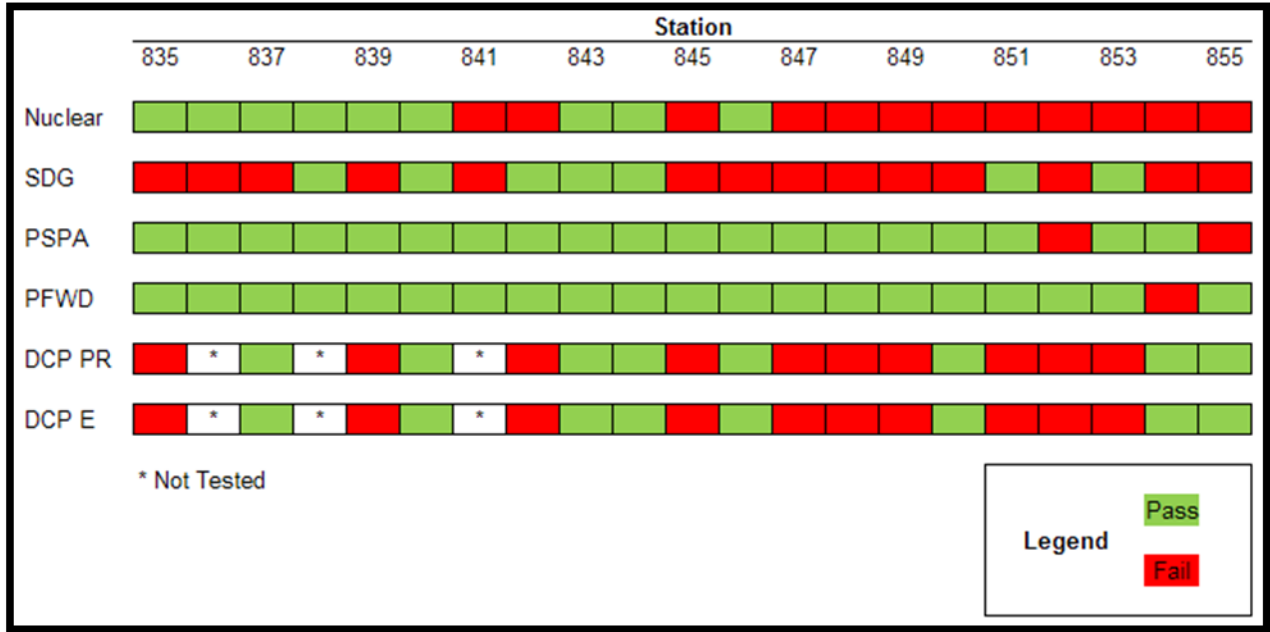 Station
835 837 839 841 843 845 847 849 851 853 855
Nuclear
SDG
PSPA
PFWD
DCP PR * * *
DCP E * * *
* Not Tested
Pass
Legend
Fail